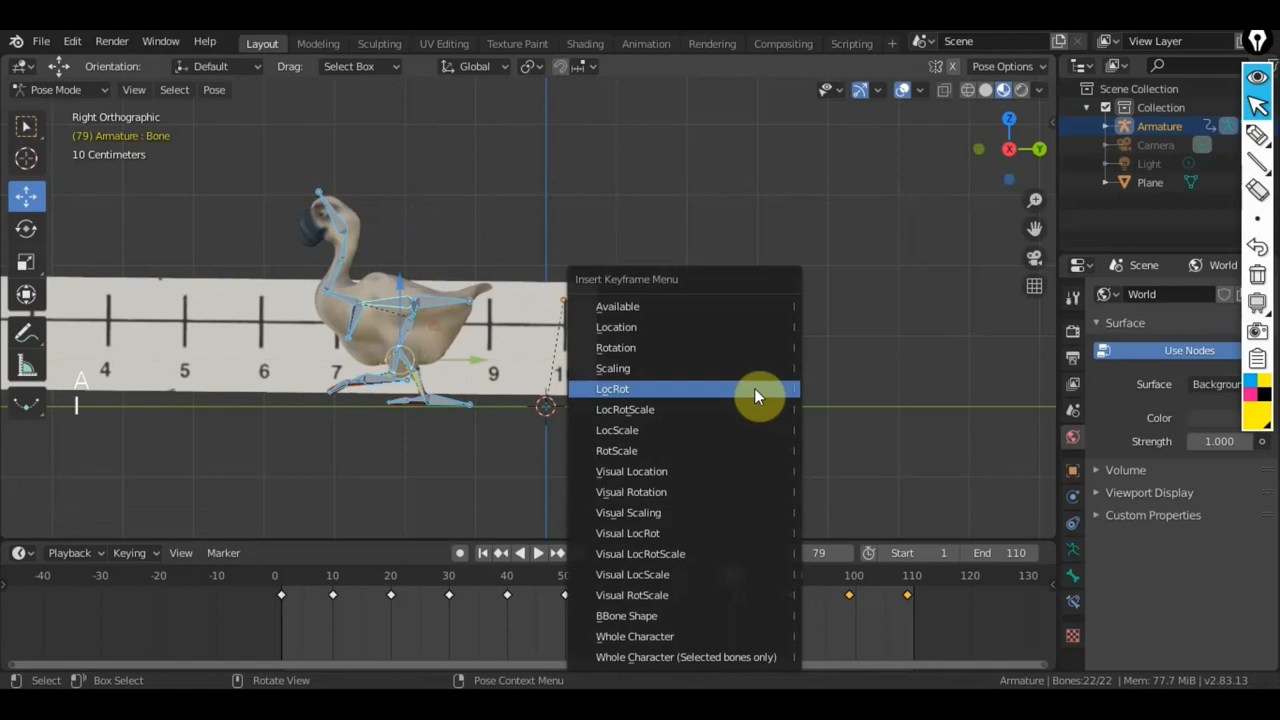 File Edit Render Window Help Layout Modeling Sculpting UV Editing Texture Paint Shading Animation Rendering Compositing Scripting + Scene View Layer
Orientation: Default Drag: Select Box Global X Pose Options
Pose Mode View Select Pose
Scene Collection
Collection
Armature
Camera
Light
Plane
Right Orthographic
(79) Armature : Bone
10 Centimeters
Z
X
Y
4 5 6 7 9 1
A
I
Insert Keyframe Menu
Available I
Location I
Rotation I
Scaling I
LocRot I
LocRotScale I
LocScale I
RotScale I
Visual Location I
Visual Rotation I
Visual Scaling I
Visual LocRot I
Visual LocRotScale I
Visual LocScale I
Visual RotScale I
BBone Shape I
Whole Character I
Whole Character (Selected bones only) I
Scene World
World
Surface
Use Nodes
Surface Backgroun
Color
Strength 1.000
Volume
Viewport Display
Custom Properties
Playback Keying View Marker 79 Start 1 End 110
-40 -30 -20 -10 0 10 20 30 40 50 100 110 120 130
Select Box Select Rotate View Pose Context Menu Armature | Bones:22/22 | Mem: 77.7 MiB | v2.83.13